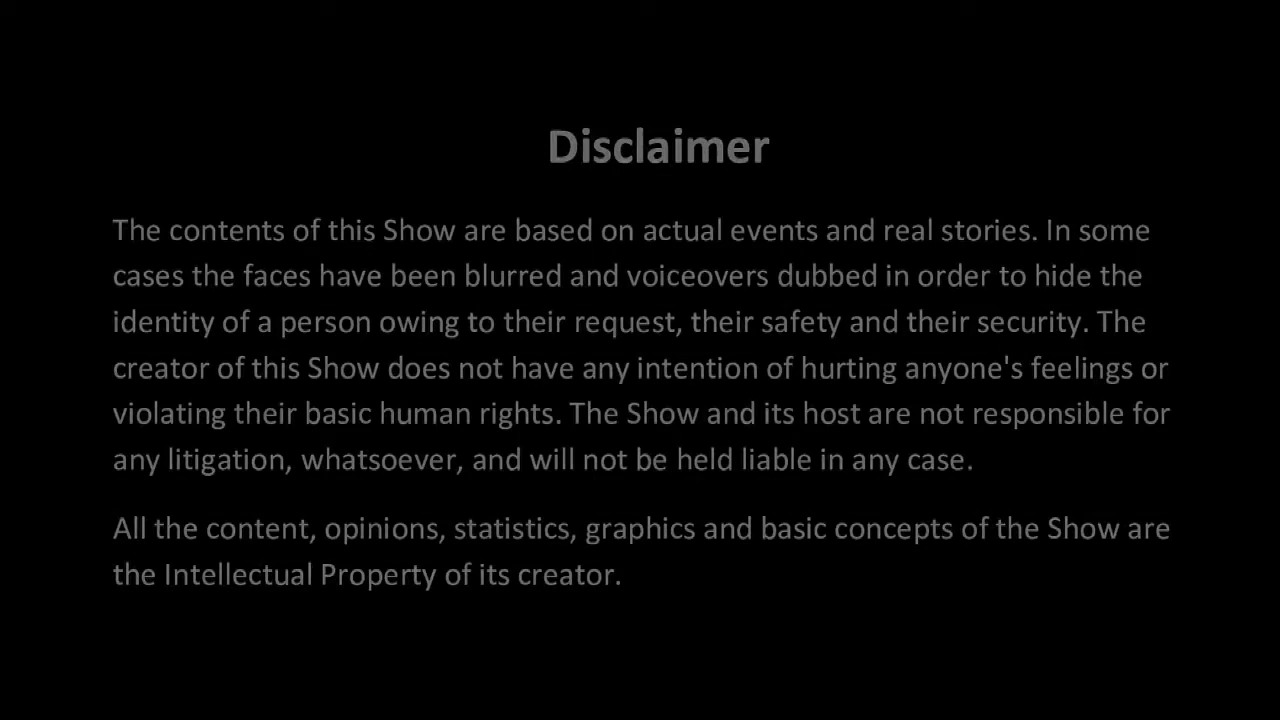 Disclaimer
The contents of this Show are based on actual events and real stories. In some
cases the faces have been blurred and voiceovers dubbed in order to hide the
identity of a person owing to their request, their safety and their security. The
creator of this Show does not have any intention of hurting anyone's feelings or
violating their basic human rights. The Show and its host are not responsible for
any litigation, whatsoever, and will not be held liable in any case.
All the content, opinions, statistics, graphics and basic concepts of the Show are
the Intellectual Property of its creator.